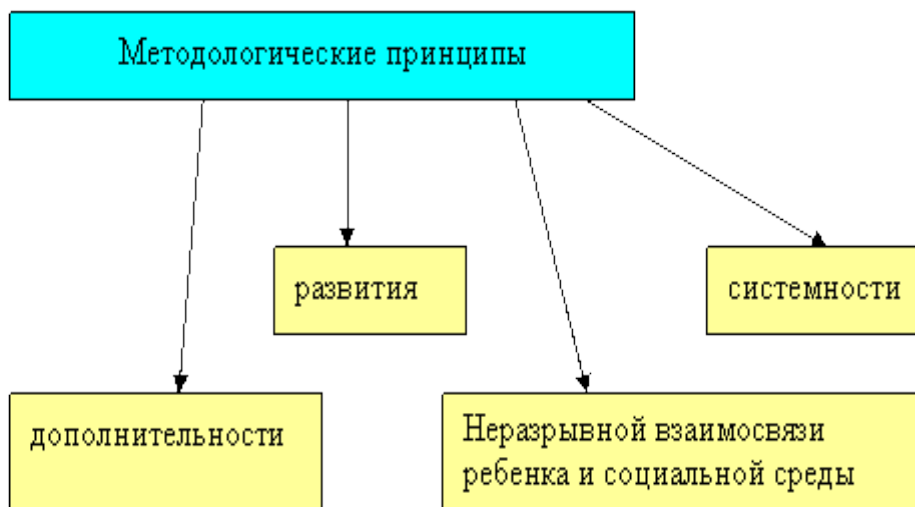 Методологические принципы
развития
системности
дополнительности
Неразрывной взаимосвязи
ребенка и социальной среды